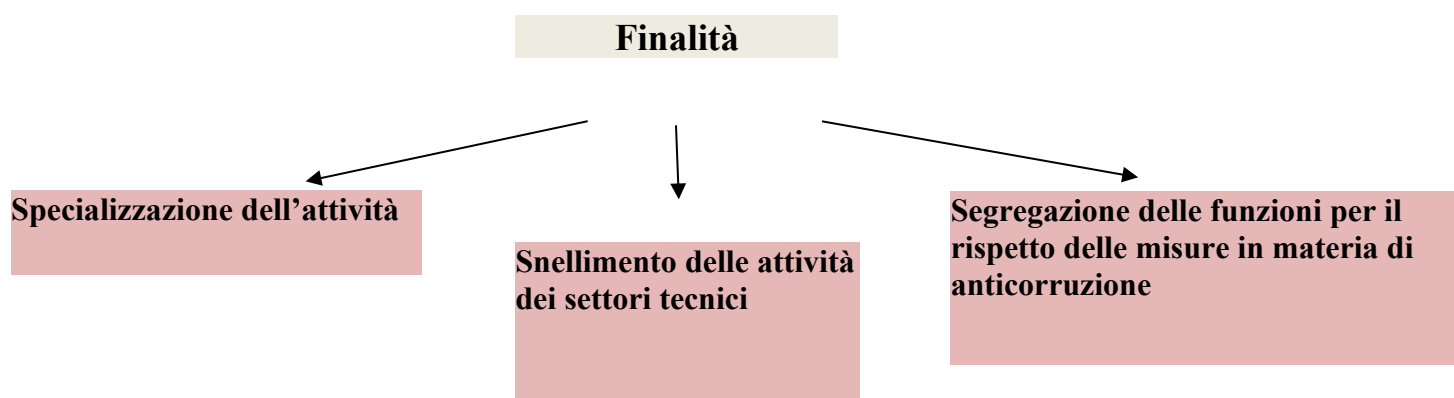 Finalità
Specializzazione dell’attività
Snellimento delle attività
dei settori tecnici
Segregazione delle funzioni per il
rispetto delle misure in materia di
anticorruzione